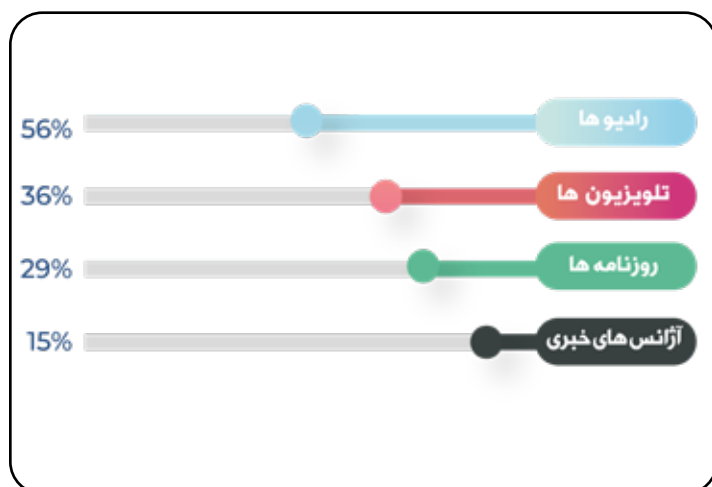 رادیو ها
56%
تلویزیون ها
36%
روزنامه ها
29%
آژانس های خبری
15%